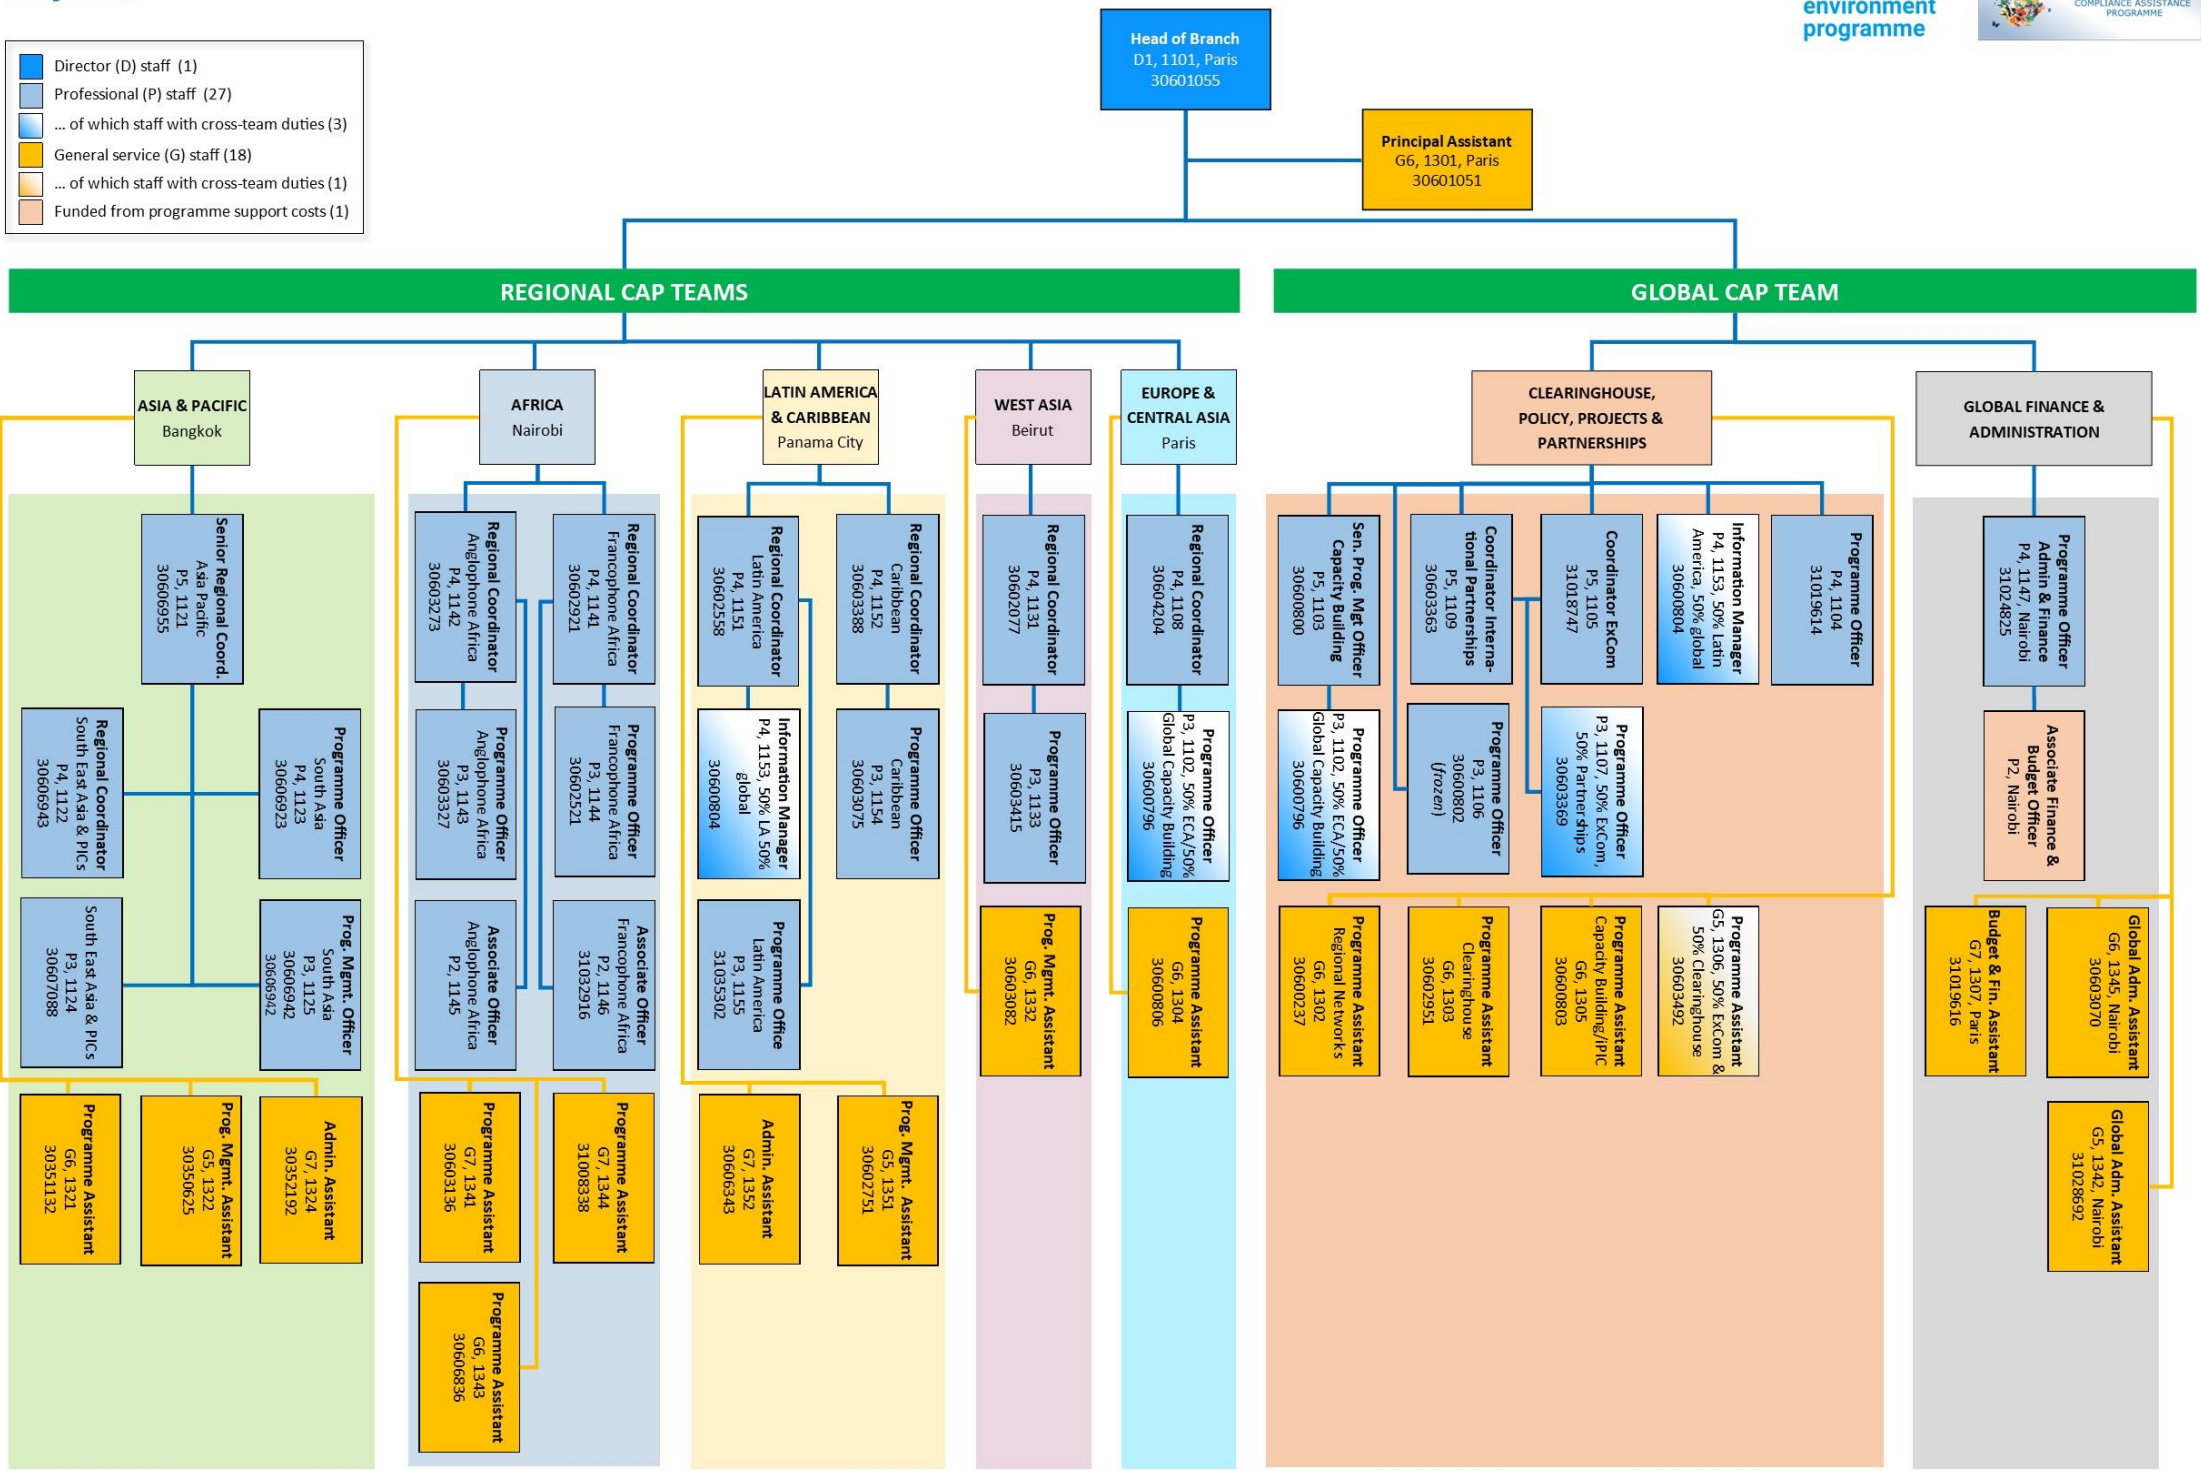 environment
programme
COMPLIANCE ASSISTANCE
PROGRAMME
Director (D) staff (1)
Professional (P) staff (27)
... of which staff with cross-team duties (3)
General service (G) staff (18)
... of which staff with cross-team duties (1)
Funded from programme support costs (1)
Head of Branch
D1, 1101, Paris
30601055
Principal Assistant
G6, 1301, Paris
30601051
REGIONAL CAP TEAMS
GLOBAL CAP TEAM
ASIA & PACIFIC
Bangkok
AFRICA
Nairobi
LATIN AMERICA
& CARIBBEAN
Panama City
WEST ASIA
Beirut
EUROPE &
CENTRAL ASIA
Paris
CLEARINGHOUSE,
POLICY, PROJECTS &
PARTNERSHIPS
GLOBAL FINANCE &
ADMINISTRATION
Senior Regional Coord.
Asia Pacific
P5, 1121
30606955
Regional Coordinator
South East Asia & PICs
P4, 1122
30606943
Programme Officer
South Asia
P4, 1123
30606923
South East Asia & PICs
P3, 1124
30607088
Prog. Mgmt. Officer
South Asia
P3, 1125
30606942
30606942
Programme Assistant
G6, 1321
30351132
Prog. Mgmt. Assistant
G5, 1322
30350625
Admin. Assistant
G7, 1324
30352192
Regional Coordinator
Anglophone Africa
P4, 1142
30603273
Regional Coordinator
Francophone Africa
P4, 1141
30602921
Programme Officer
Anglophone Africa
P3, 1143
30603327
Programme Officer
Francophone Africa
P3, 1144
30602521
Associate Officer
Anglophone Africa
P2, 1145
Associate Officer
Francophone Africa
P2, 1146
31032916
Programme Assistant
G7, 1341
30603136
Programme Assistant
G7, 1344
31008338
Programme Assistant
G6, 1343
30606836
Regional Coordinator
Latin America
P4, 1151
30602558
Regional Coordinator
Caribbean
P4, 1152
30603388
Information Manager
P4, 1153, 50% LA 50%
global
30600804
Programme Officer
Caribbean
P3, 1154
30603075
Programme Office
Latin America
P3, 1155
31035302
Admin. Assistant
G7, 1352
30606343
Prog. Mgmt. Assistant
G5, 1351
30602751
Regional Coordinator
P4, 1131
30602077
Programme Officer
P3, 1133
30603415
Prog. Mgmt. Assistant
G6, 1332
30603082
Regional Coordinator
P4, 1108
30604204
Programme Officer
P3, 1102, 50% ECA/50%
Global Capacity Building
30600796
Programme Assistant
G6, 1304
30600806
Sen. Prog. Mgt Officer
Capacity Building
P5, 1103
30600800
Coordinator Interna-
tional Partnerships
P5, 1109
30603363
Coordinator ExCom
P5, 1105
31018747
Information Manager
P4, 1153, 50% Latin
America, 50% global
30600804
Programme Officer
P4, 1104
31019614
Programme Officer
P3, 1102, 50% ECA/50%
Global Capacity Building
30600796
Programme Officer
P3, 1106
30600802
(frozen)
Programme Officer
P3, 1107, 50% ExCom,
50% Partnerships
30603369
Programme Assistant
Regional Networks
G6, 1302
30600237
Programme Assistant
Clearinghouse
G6, 1303
30602951
Programme Assistant
Capacity Building/iPIC
G6, 1305
30600803
Programme Assistant
G5, 1306, 50% ExCom &
50% Clearinghouse
30603492
Programme Officer
Admin & Finance
P4, 1147, Nairobi
31024825
Associate Finance &
Budget Officer
P2, Nairobi
Budget & Fin. Assistant
G7, 1307, Paris
31019616
Global Adm. Assistant
G6, 1345, Nairobi
30603070
Global Adm. Assistant
G5, 1342, Nairobi
31028692